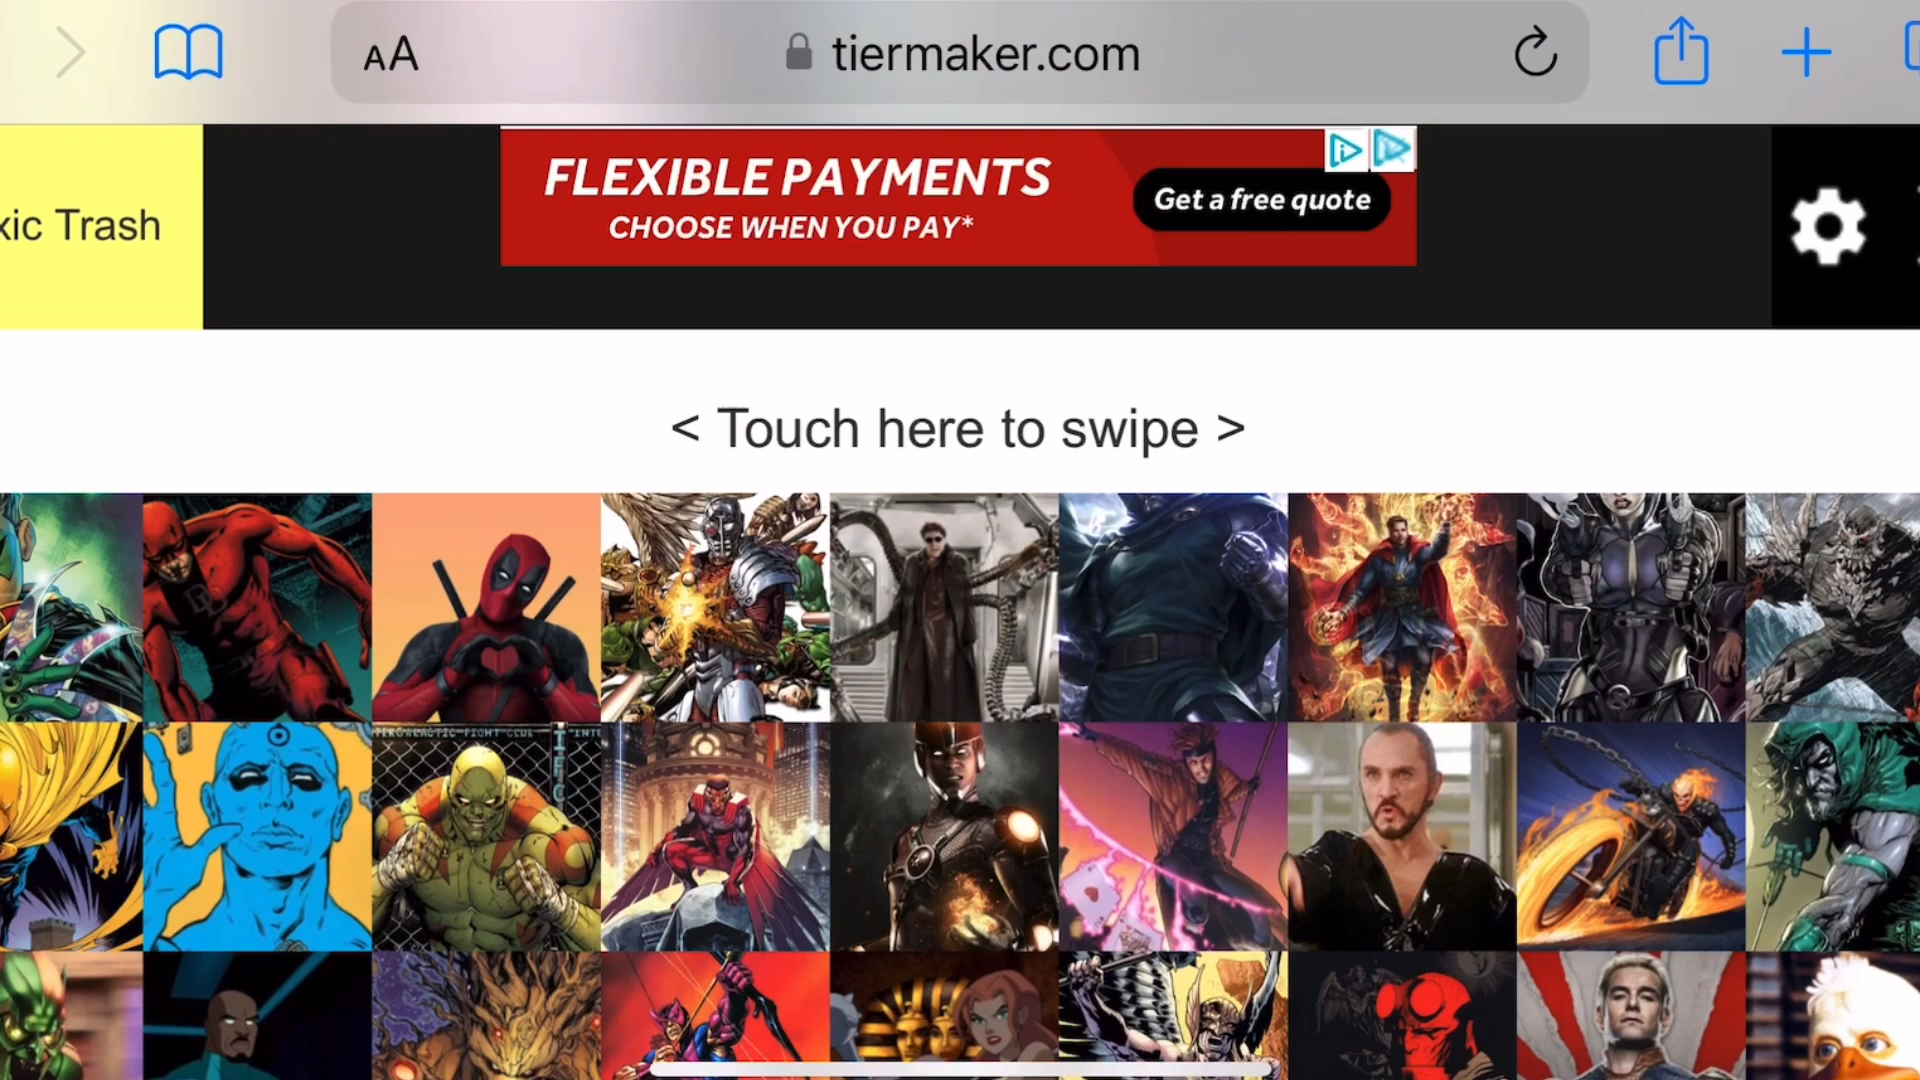 AA
tiermaker.com
FLEXIBLE PAYMENTS
CHOOSE WHEN YOU PAY*
Get a free quote
xic Trash
< Touch here to swipe >